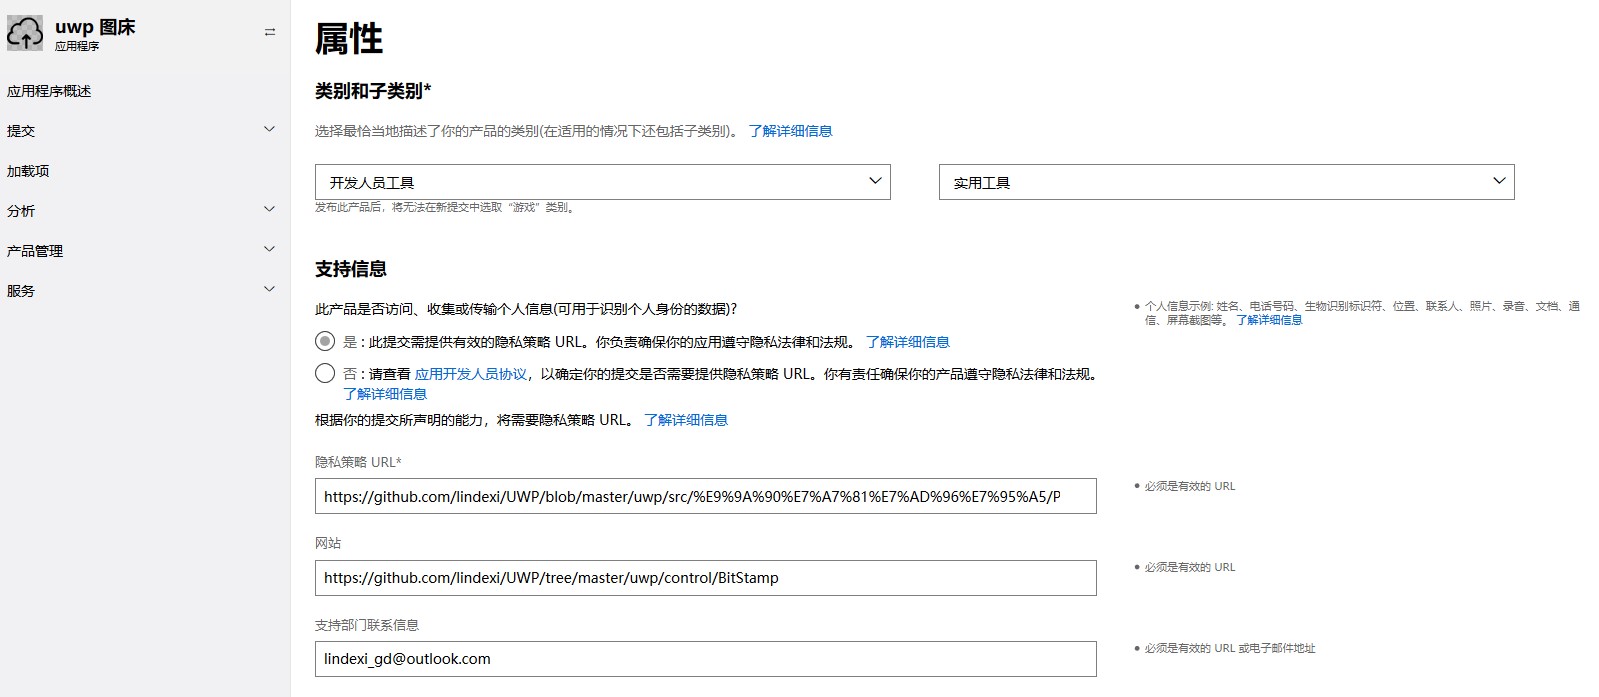 uwp 图床
应用程序
应用程序概述
提交
加载项
分析
产品管理
服务
属性
类别和子类别*
选择最恰当地描述了你的产品的类别(在适用的情况下还包括子类别)。 了解详细信息
开发人员工具
实用工具
发布此产品后，将无法在新提交中选取“游戏”类别。
支持信息
此产品是否访问、收集或传输个人信息(可用于识别个人身份的数据)?
是 : 此提交需提供有效的隐私策略 URL。你负责确保你的应用遵守隐私法律和法规。 了解详细信息
否 : 请查看 应用开发人员协议，以确定你的提交是否需要提供隐私策略 URL。你有责任确保你的产品遵守隐私法律和法规。
了解详细信息
根据你的提交所声明的能力，将需要隐私策略 URL。 了解详细信息
• 个人信息示例: 姓名、电话号码、生物识别标识符、位置、联系人、照片、录音、文档、通
信、屏幕截图等。 了解详细信息
隐私策略 URL*
https://github.com/lindexi/UWP/blob/master/uwp/src/%E9%9A%90%E7%A7%81%E7%AD%96%E7%95%A5/P
• 必须是有效的 URL
网站
https://github.com/lindexi/UWP/tree/master/uwp/control/BitStamp
• 必须是有效的 URL
支持部门联系信息
lindexi_gd@outlook.com
• 必须是有效的 URL 或电子邮件地址